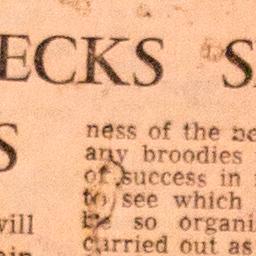 ECKS S
S
ness of the be
any broodies
of success in
to see which
will be so organi
carried out as